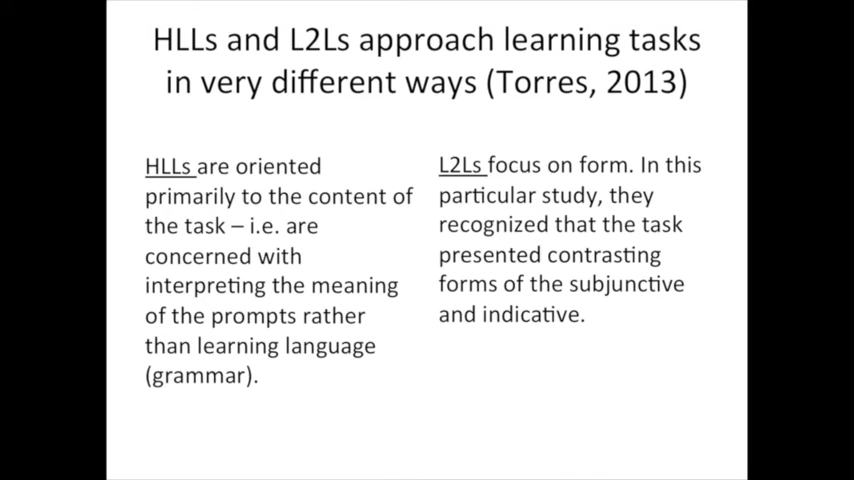 HLLs and L2Ls approach learning tasks
in very different ways (Torres, 2013)
HLLs are oriented
primarily to the content of
the task – i.e. are
concerned with
interpreting the meaning
of the prompts rather
than learning language
(grammar).
L2Ls focus on form. In this
particular study, they
recognized that the task
presented contrasting
forms of the subjunctive
and indicative.